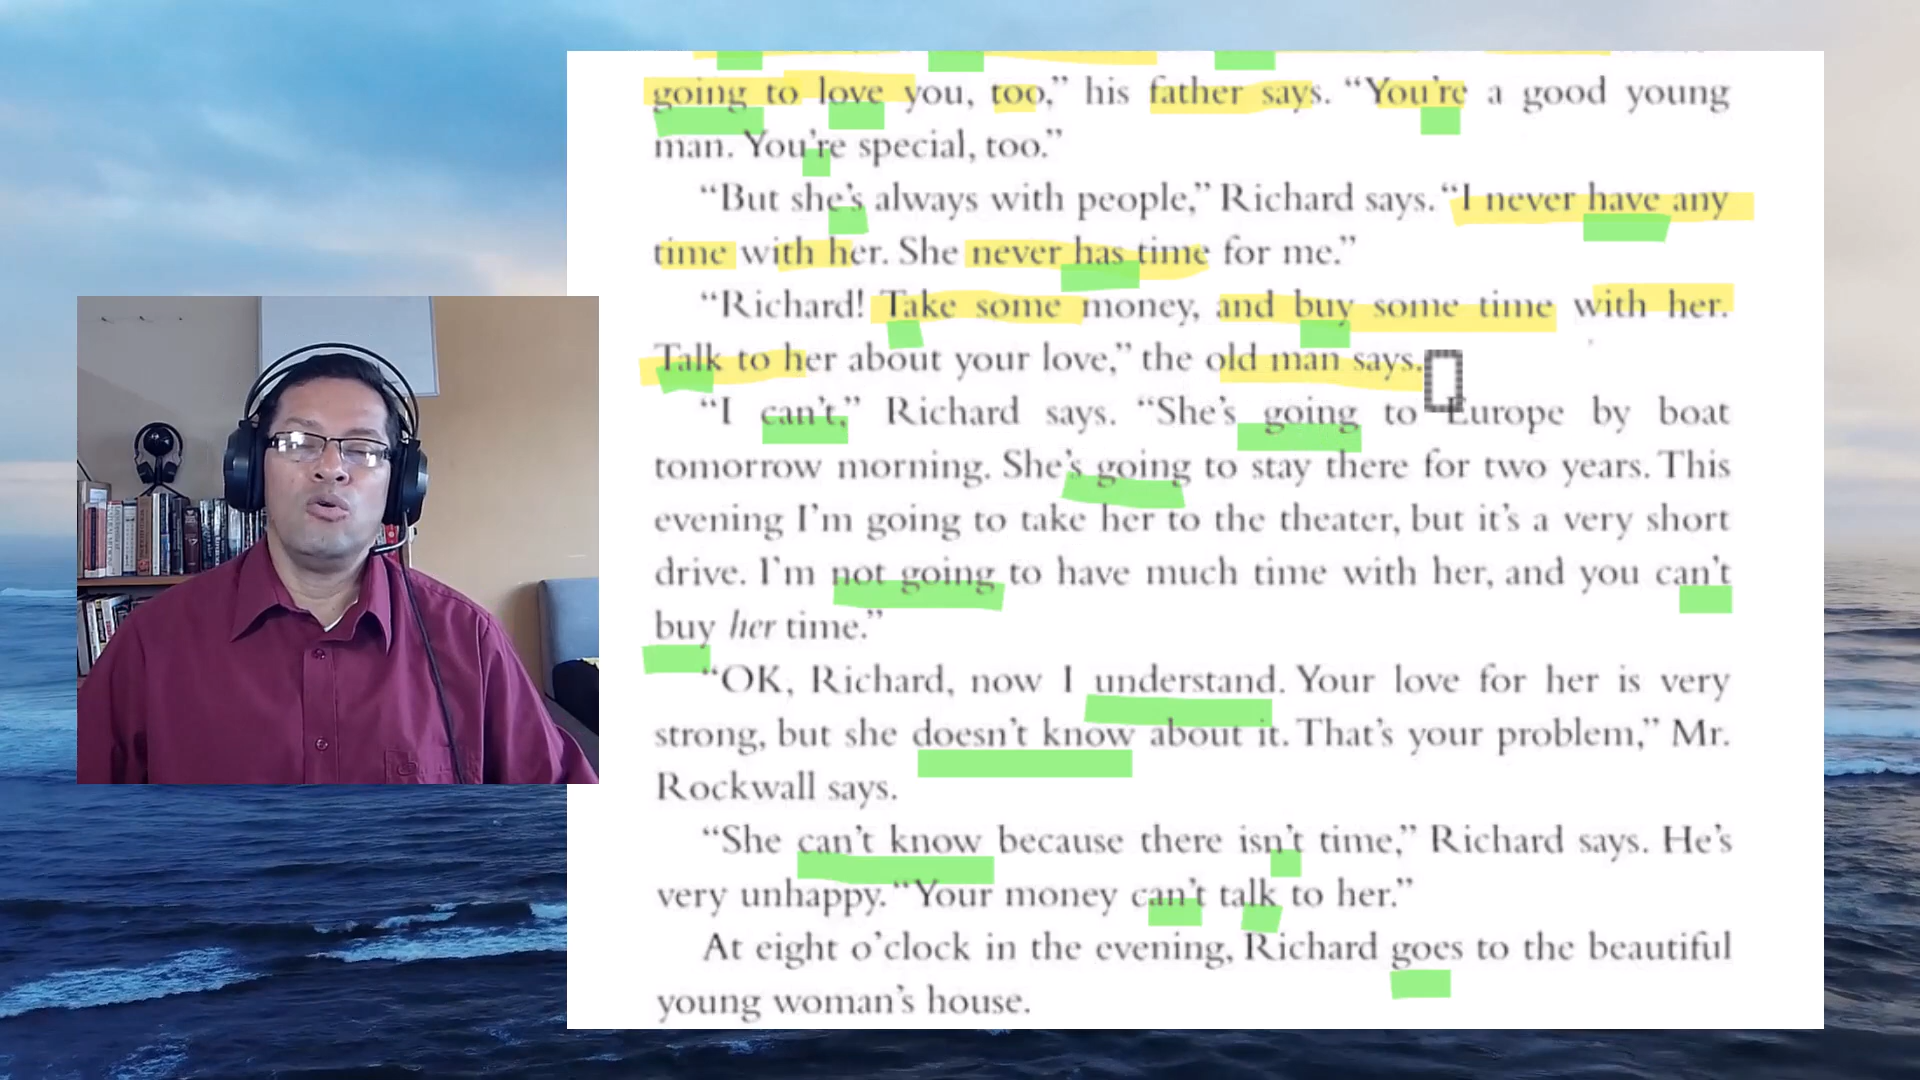 going to love you, too,” his father says. “You’re a good young
man. You’re special, too.”
“But she’s always with people,” Richard says. “I never have any
time with her. She never has time for me.”
“Richard! Take some money, and buy some time with her.
Talk to her about your love,” the old man says.
“I can’t,” Richard says. “She’s going to Europe by boat
tomorrow morning. She’s going to stay there for two years. This
evening I’m going to take her to the theater, but it’s a very short
drive. I’m not going to have much time with her, and you can’t
buy her time.”
“OK, Richard, now I understand. Your love for her is very
strong, but she doesn’t know about it. That’s your problem,” Mr.
Rockwall says.
“She can’t know because there isn’t time,” Richard says. He’s
very unhappy. “Your money can’t talk to her.”
At eight o’clock in the evening, Richard goes to the beautiful
young woman’s house.